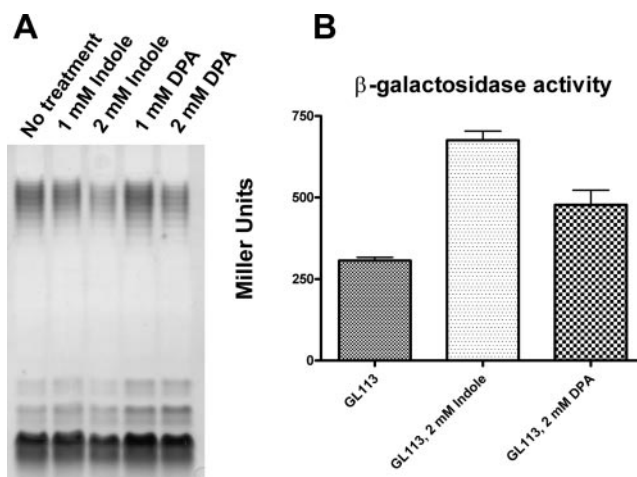 A
No treatment
1 mM Indole
2 mM Indole
1 mM DPA
2 mM DPA
B
β-galactosidase activity
Miller Units
750
500
250
0
GL113
GL113, 2 mM Indole
GL113, 2 mM DPA